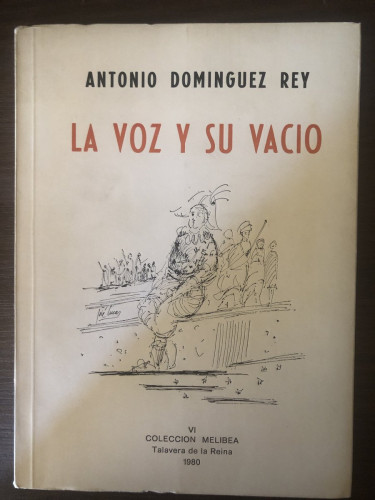 ANTONIO DOMINGUEZ REY
LA VOZ Y SU VACIO
VI
COLECCION MELIBEA
Talavera de la Reina
1980